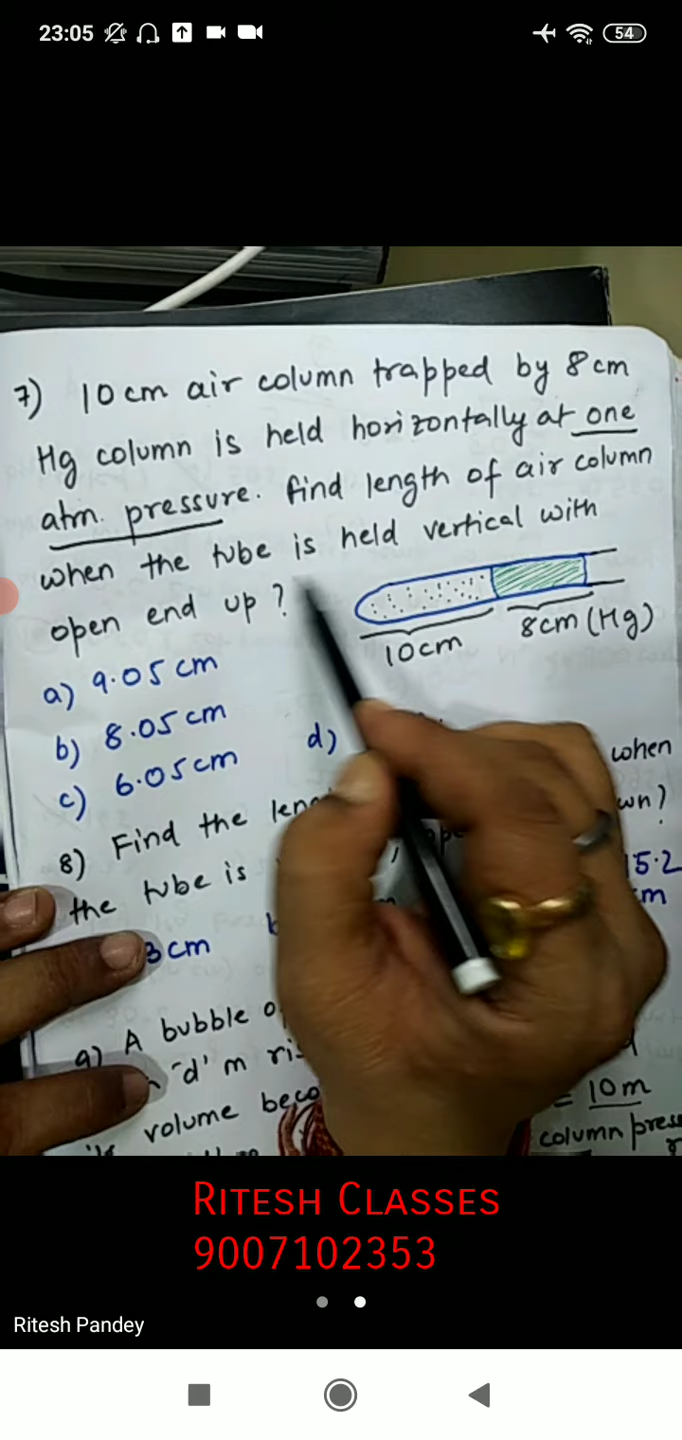 23:05
54
7) 10 cm air column trapped by 8 cm
Hg column is held horizontally at one
atm. pressure. find length of air column
when the tube is held vertical with
open end up?
10cm
8cm (Hg)
a) 9.05 cm
b) 8.05 cm
c) 6.05 cm
d)
when
8) Find the
wn?
the tube is
15.2
cm
cm
9) A bubble
'd' m
= 10m
volume
column
RITESH CLASSES
9007102353
Ritesh Pandey